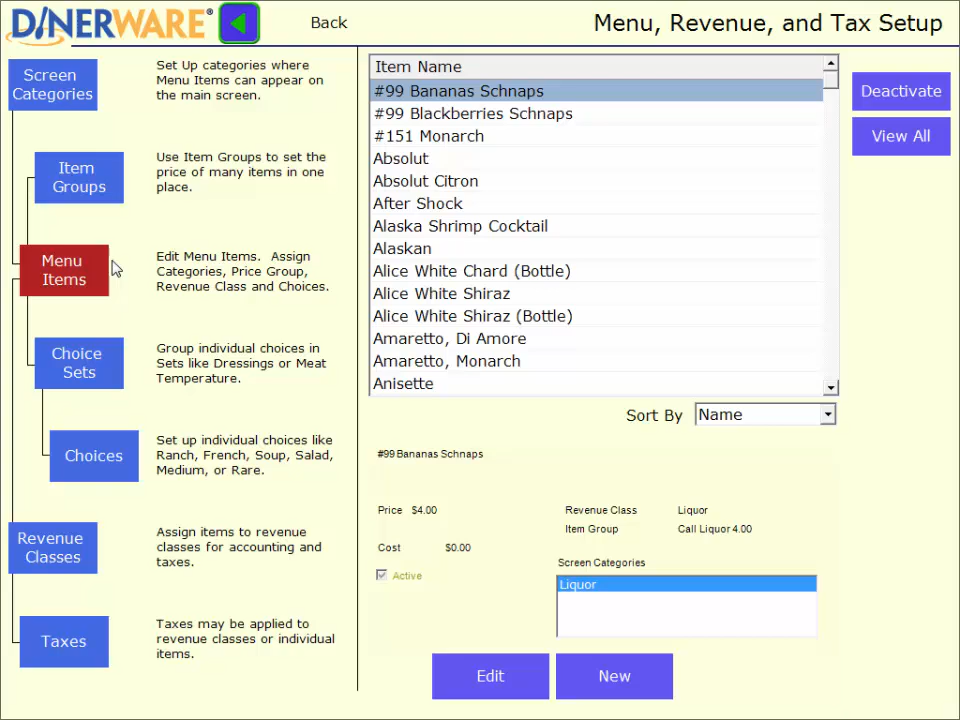 DINERWARE®
Back
Menu, Revenue, and Tax Setup
Screen
Categories
Set Up categories where
Menu Items can appear on
the main screen.
Item
Groups
Use Item Groups to set the
price of many items in one
place.
Menu
Items
Edit Menu Items. Assign
Categories, Price Group,
Revenue Class and Choices.
Choice
Sets
Group individual choices in
Sets like Dressings or Meat
Temperature.
Choices
Set up individual choices like
Ranch, French, Soup, Salad,
Medium, or Rare.
Revenue
Classes
Assign items to revenue
classes for accounting and
taxes.
Taxes
Taxes may be applied to
revenue classes or individual
items.
Item Name
#99 Bananas Schnaps
#99 Blackberries Schnaps
#151 Monarch
Absolut
Absolut Citron
After Shock
Alaska Shrimp Cocktail
Alaskan
Alice White Chard (Bottle)
Alice White Shiraz
Alice White Shiraz (Bottle)
Amaretto, Di Amore
Amaretto, Monarch
Anisette
Sort By Name
#99 Bananas Schnaps
Price $4.00
Cost $0.00
Active
Revenue Class Liquor
Item Group Call Liquor 4.00
Screen Categories
Liquor
Edit
New
Deactivate
View All